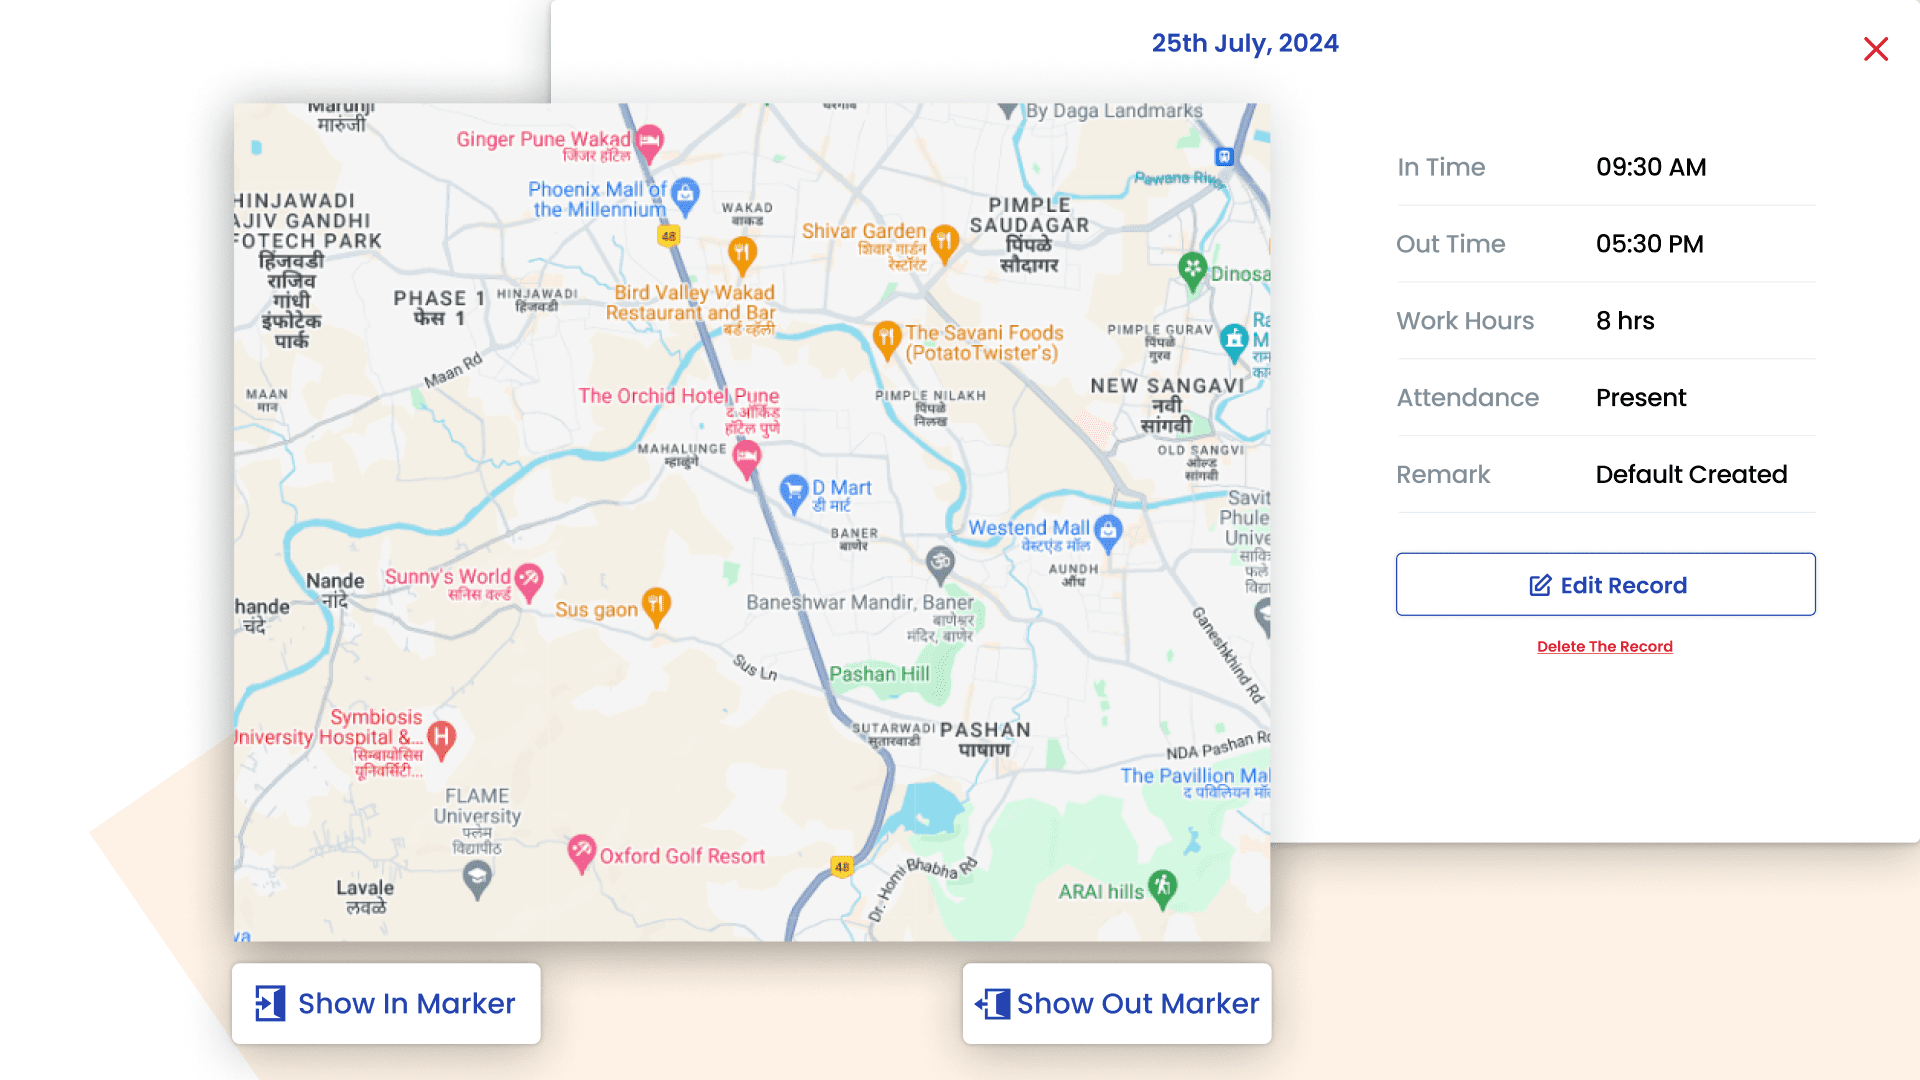 25th July, 2024
In Time 09:30 AM
Out Time 05:30 PM
Work Hours 8 hrs
Attendance Present
Remark Default Created
Edit Record
Delete The Record
Marunji
मारुंजी
Ginger Pune Wakad
जिंजर हॉटेल
By Daga Landmarks
Pawana River
Phoenix Mall of
the Millennium
48
WAKAD
वाकड
HINJAWADI
AJIV GANDHI
FOTECH PARK
हिंजवडी
राजिव
गांधी
इंफोटेक
पार्क
PHASE 1
फेस 1
HINJAWADI
हिंजवडी
Shivar Garden
शिवार गार्डन
रेस्टॉरंट
PIMPLE
SAUDAGAR
पिंपळे
सौदागर
Dinosa
Bird Valley Wakad
Restaurant and Bar
बर्ड व्हॅली
The Savani Foods
(PotatoTwister's)
PIMPLE GURAV
पिंपळे
गुरव
Ra
M
राम
Maan Rd
MAAN
मान
The Orchid Hotel Pune
द ऑर्किड
हॉटेल पुणे
PIMPLE NILAKH
पिंपळे
निलख
NEW SANGAVI
नवी
सांगवी
MAHALUNGE
म्हाळुंगे
OLD SANGVI
ओल्ड
सांगवी
D Mart
डी मार्ट
BANER
बाणेर
Westend Mall
वेस्टएंड मॉल
Savit
Phule
Unive
सावित्र
फुले
विद्या
AUNDH
औंध
Nande
नांदे
hande
चंदे
Sunny's World
सनिस वर्ल्ड
Sus gaon
Baneshwar Mandir, Baner
बाणेश्वर
मंदिर, बाणेर
Ganeshkhind Rd
Sus Ln
Pashan Hill
Symbiosis
University Hospital &...
सिम्बायोसिस
यूनिवर्सिटी...
SUTARWADI
सुतारवाडी
PASHAN
पाषाण
NDA Pashan Rd
The Pavillion Mal
द पविलियन मॉल
FLAME
University
फ्लेम
विद्यापीठ
Oxford Golf Resort
48
Dr. Homi Bhabha Rd
ARAI hills
Lavale
लवळे
va
Show In Marker
Show Out Marker